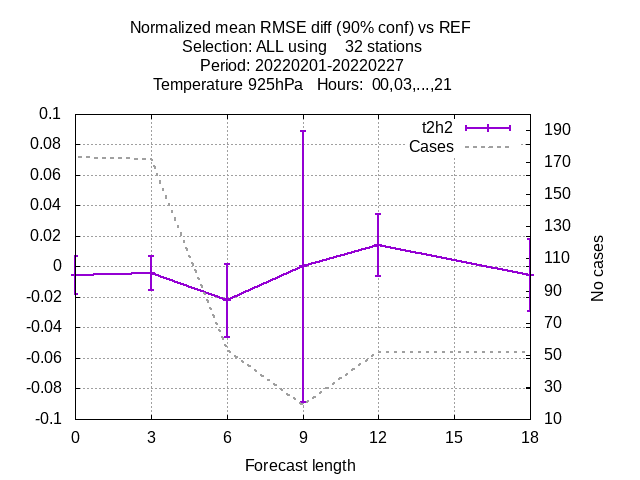 Normalized mean RMSE diff (90% conf) vs REF
Selection: ALL using    32 stations
Period: 20220201-20220227
Temperature 925hPa   Hours:  00,03,...,21
t2h2
Cases
0.1
0.08
0.06
0.04
0.02
0
-0.02
-0.04
-0.06
-0.08
-0.1
190
170
150
130
110
90
70
50
30
10
No cases
0 3 6 9 12 15 18
Forecast length